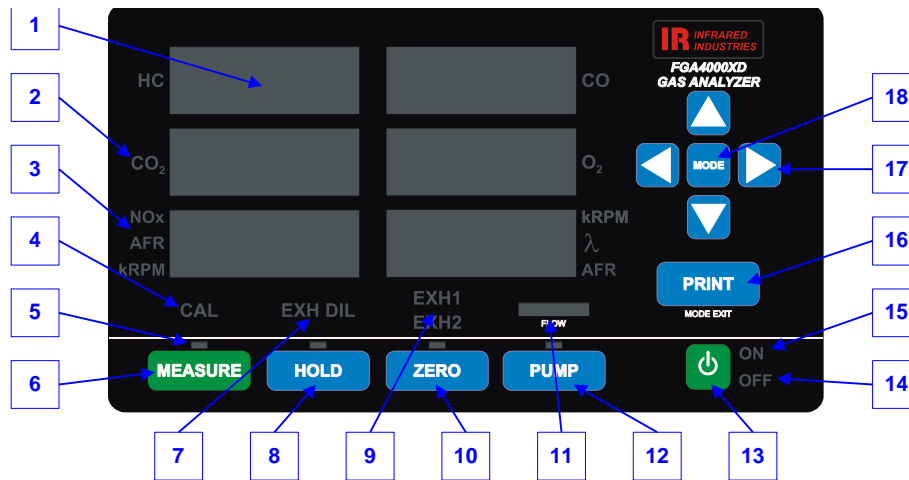 1
2
3
4
5
6
HC
CO₂
NOx
AFR
kRPM
CAL
EXH DIL
EXH1
EXH2
FLOW
CO
O₂
kRPM
λ
AFR
IR INFRARED
INDUSTRIES
FGA4000XD
GAS ANALYZER
MODE
PRINT
MODE EXIT
MEASURE
HOLD
ZERO
PUMP
ON
OFF
18
17
16
15
14
7
8
9
10
11
12
13